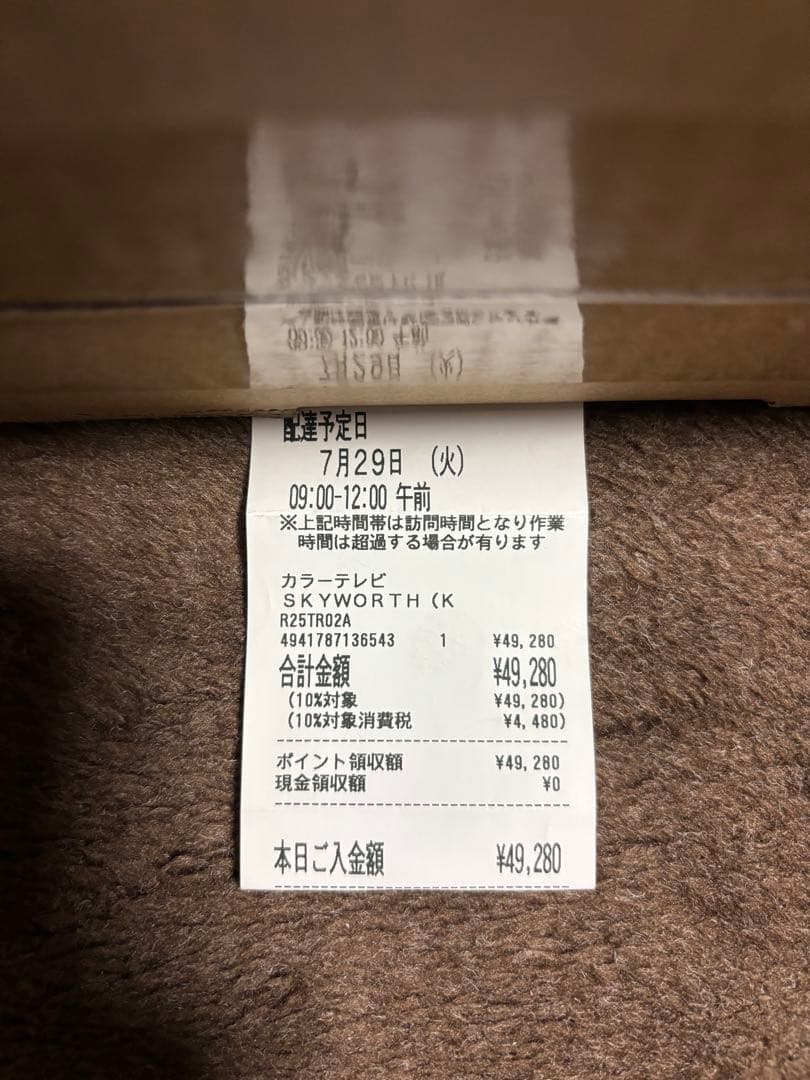 配達予定日
7月29日 (火)
09:00-12:00 午前
※上記時間帯は訪問時間となり作業
時間は超過する場合が有ります
カラーテレビ
SKYWORTH(K
R25TR02A
4941787136543 1 ¥49,280
合計金額 ¥49,280
(10%対象 ¥49,280)
(10%対象消費税 ¥4,480)
ポイント領収額 ¥49,280
現金領収額 ¥0
本日ご入金額 ¥49,280